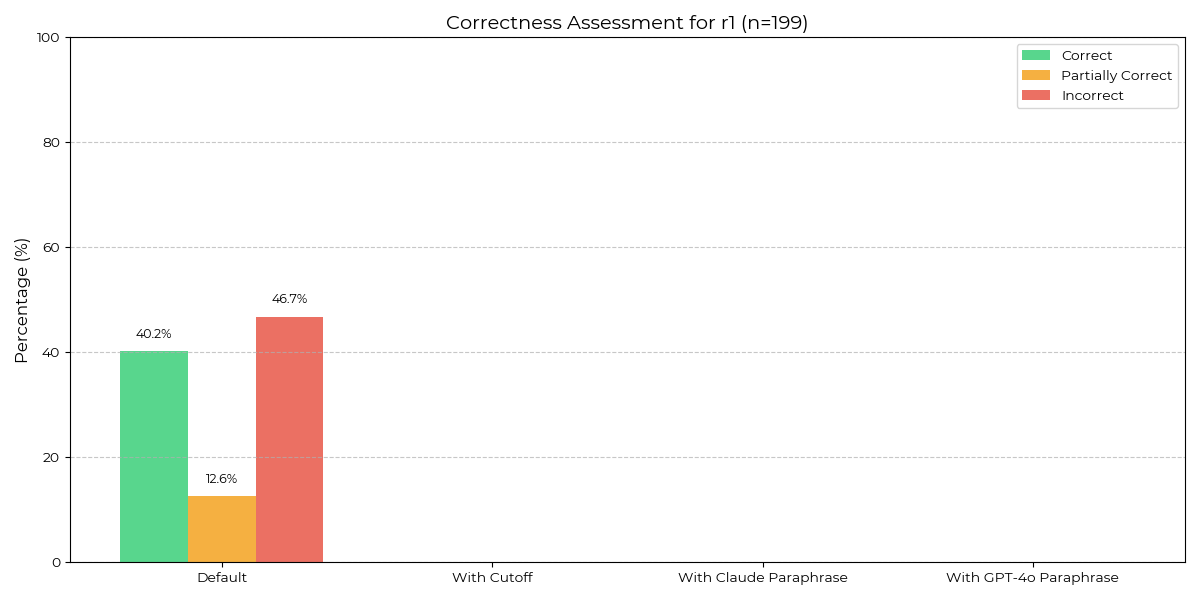 Correctness Assessment for r1 (n=199)
100
Correct
Partially Correct
Incorrect
80
60
Percentage (%)
46.7%
40.2%
40
20
12.6%
0
Default
With Cutoff
With Claude Paraphrase
With GPT-4o Paraphrase